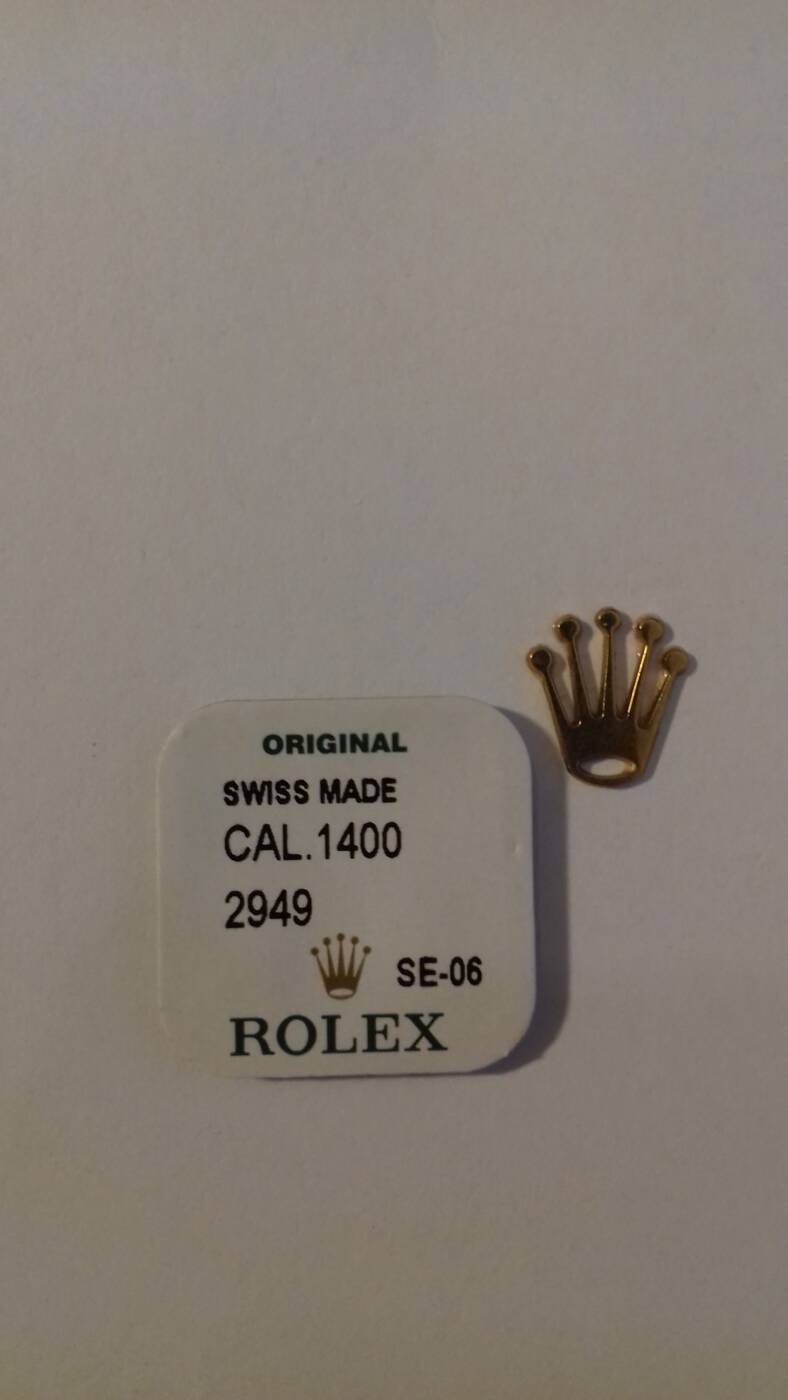 ORIGINAL
SWISS MADE
CAL.1400
2949
SE-06
ROLEX